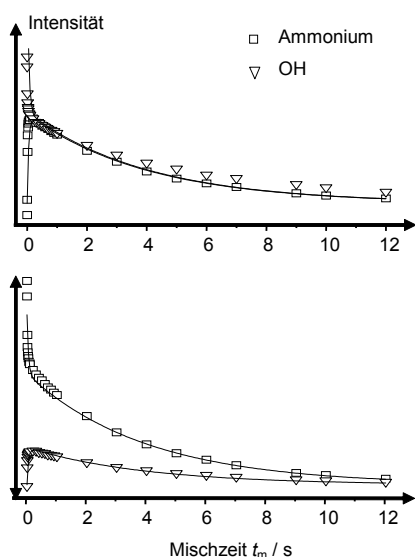 Intensität
Ammonium
OH
0 2 4 6 8 10 12
0 2 4 6 8 10 12
Mischzeit tm / s